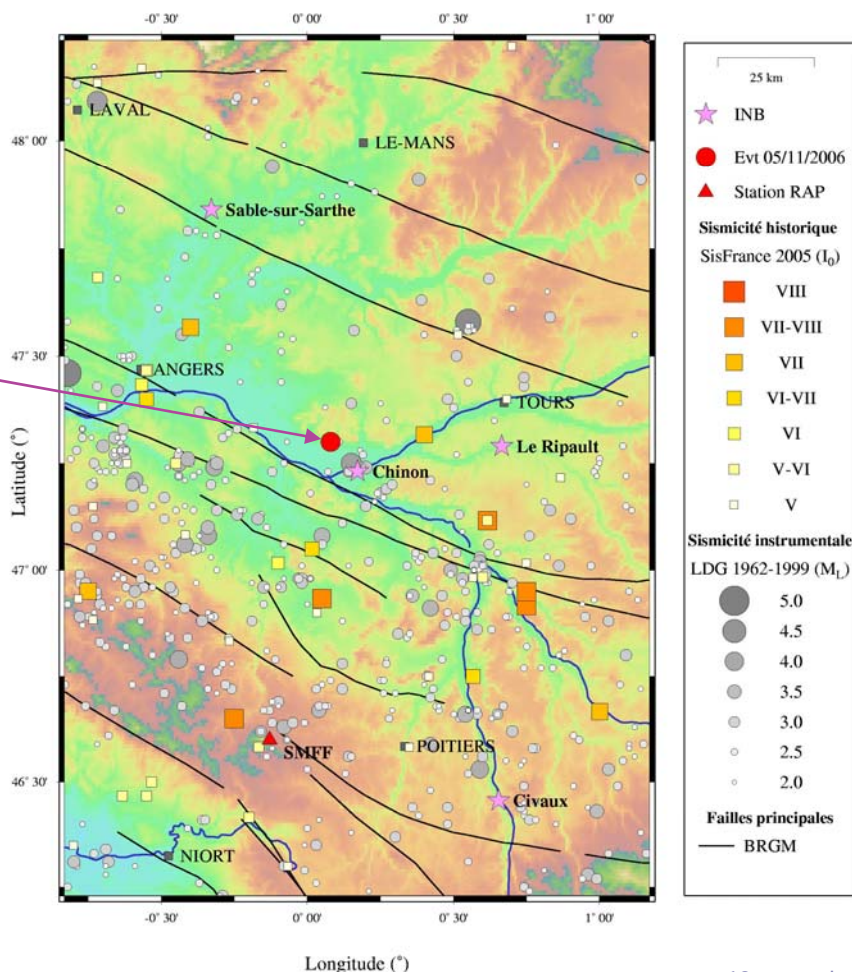 -0° 30' 0° 00' 0° 30' 1° 00'
48° 00'
47° 30'
47° 00'
46° 30'
-0° 30' 0° 00' 0° 30' 1° 00'
Latitude (°)
Longitude (°)
LAVAL
LE-MANS
Sable-sur-Sarthe
ANGERS
TOURS
Le Ripault
Chinon
SMFF
POITIERS
Civaux
NIORT
25 km
INB
Evt 05/11/2006
Station RAP
Sismicité historique
SisFrance 2005 (I₀)
VIII
VII-VIII
VII
VI-VII
VI
V-VI
V
Sismicité instrumentale
LDG 1962-1999 (M_L)
5.0
4.5
4.0
3.5
3.0
2.5
2.0
Failles principales
BRGM